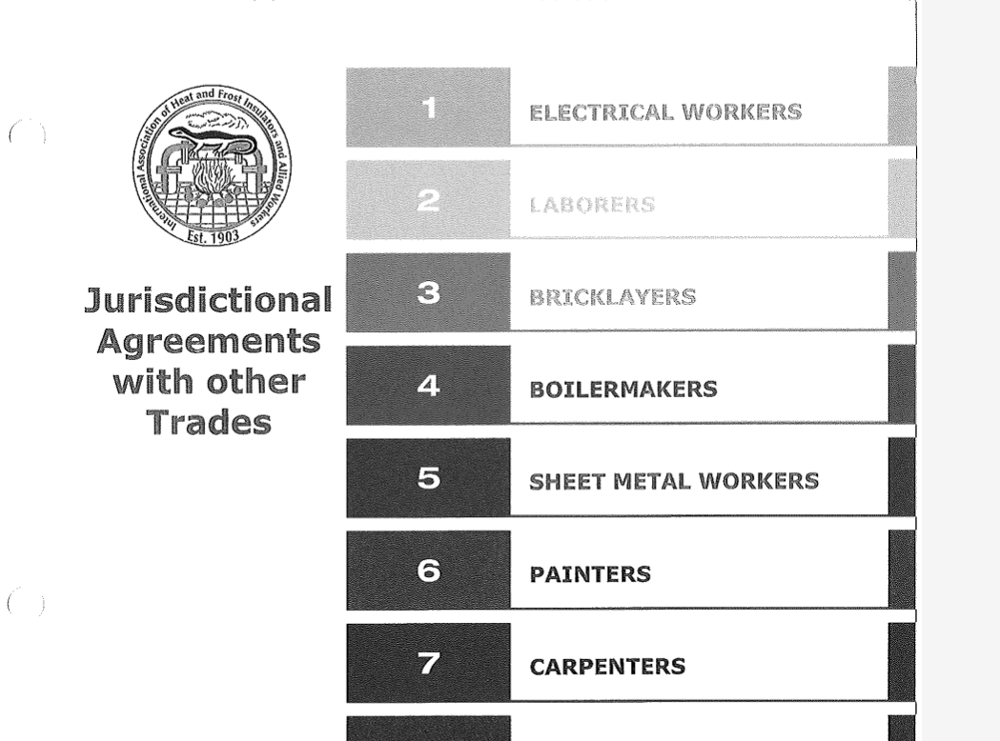 International Association of Heat and Frost Insulators and Allied Workers
Est. 1903
Jurisdictional
Agreements
with other
Trades
1
ELECTRICAL WORKERS
2
LABORERS
3
BRICKLAYERS
4
BOILERMAKERS
5
SHEET METAL WORKERS
6
PAINTERS
7
CARPENTERS